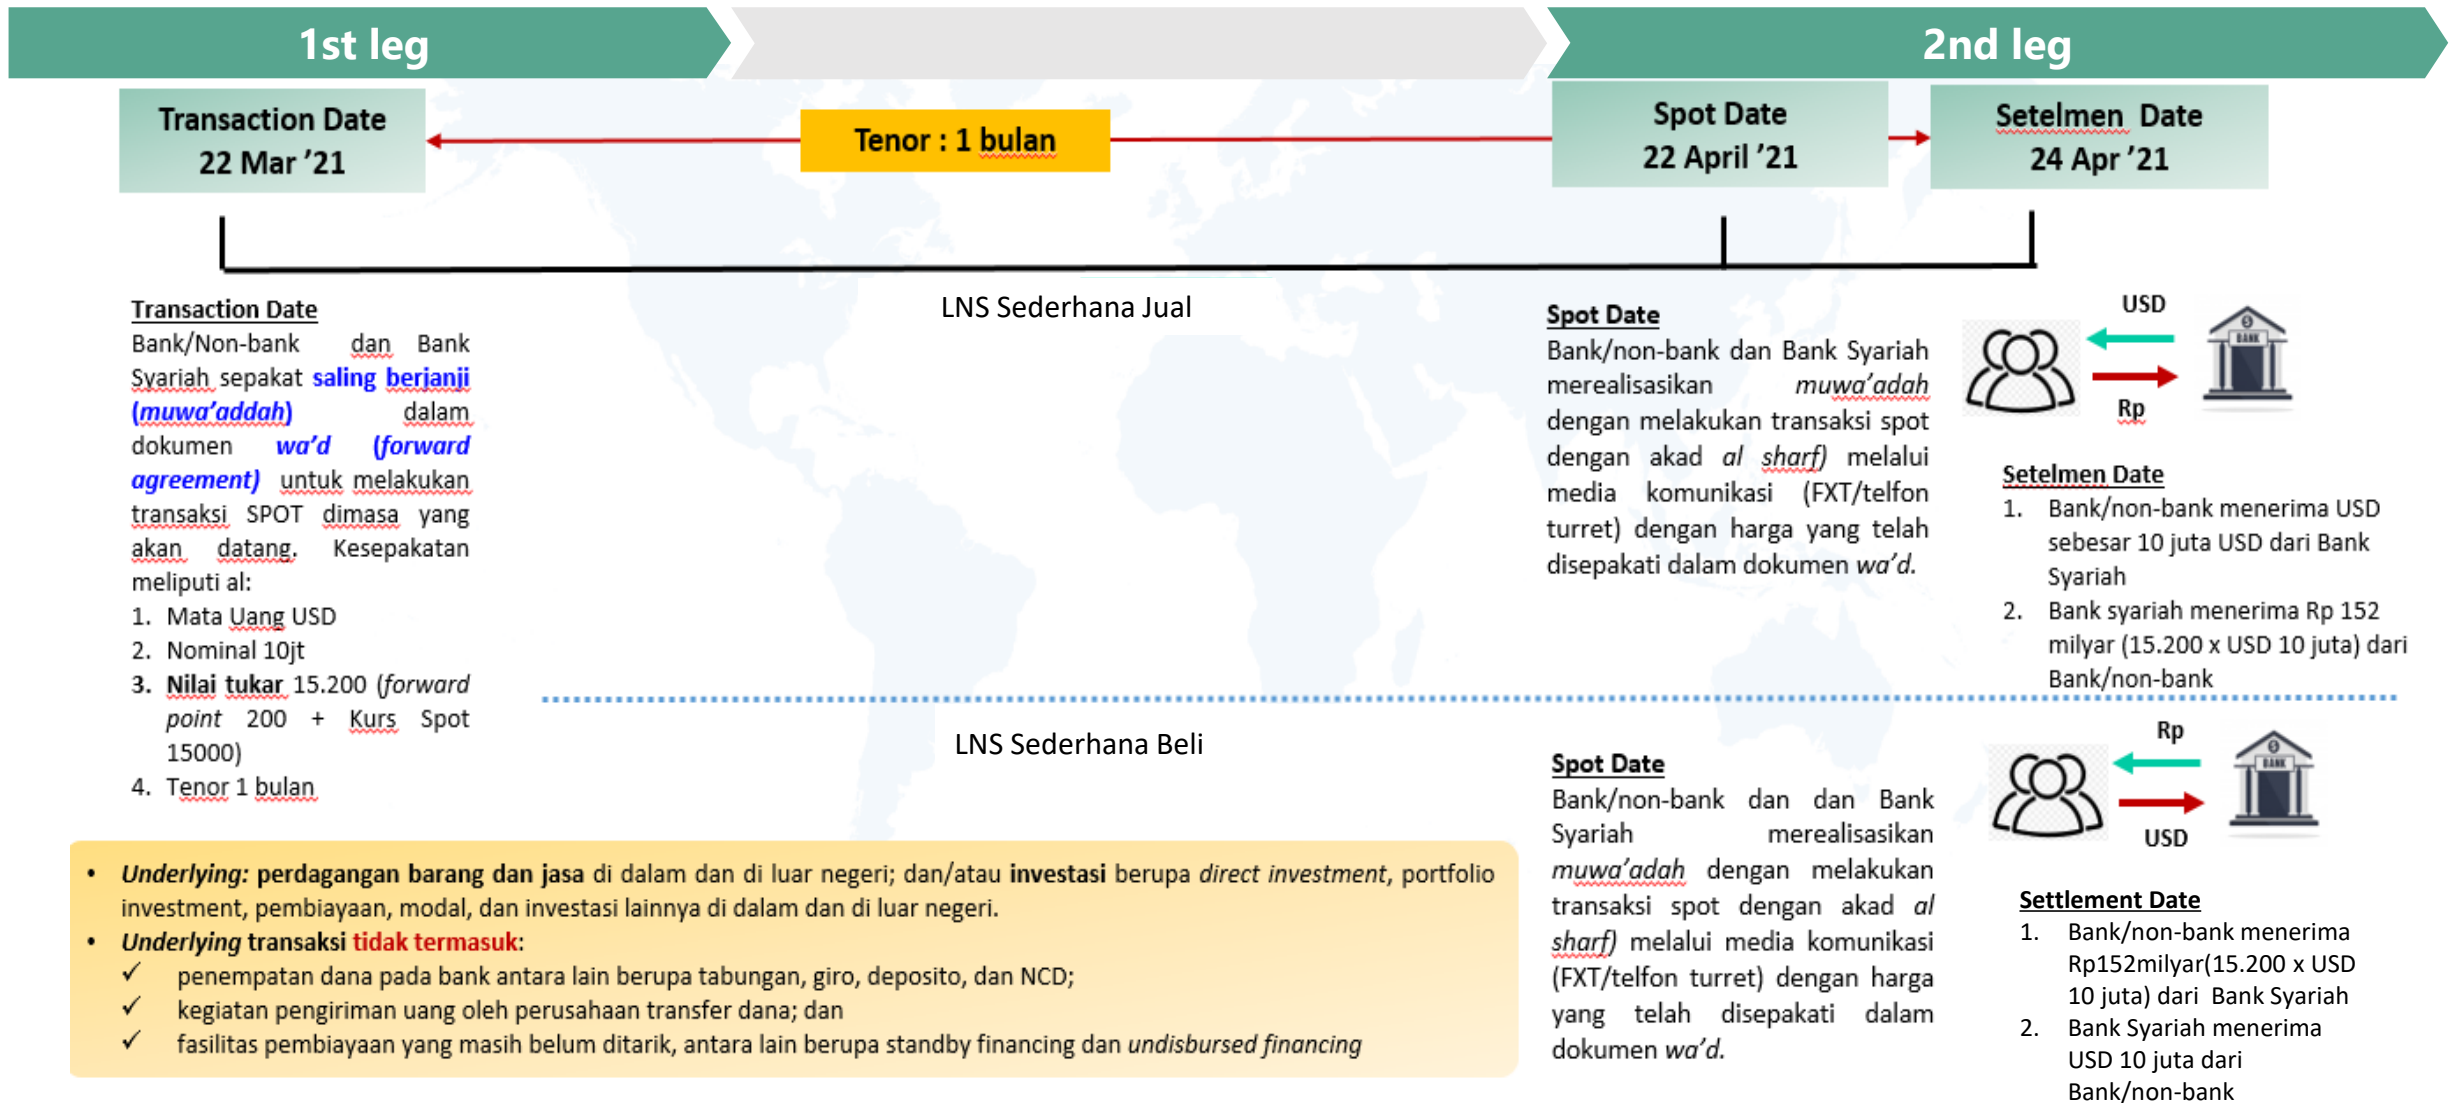 1st leg
2nd leg
Transaction Date
22 Mar ’21
Tenor : 1 bulan
Spot Date
22 April ’21
Setelmen Date
24 Apr ’21
LNS Sederhana Jual
Transaction Date
Bank/Non-bank dan Bank
Syariah sepakat saling berjanji
(muwa’addah) dalam
dokumen wa’d (forward
agreement) untuk melakukan
transaksi SPOT dimasa yang
akan datang. Kesepakatan
meliputi al:
1. Mata Uang USD
2. Nominal 10jt
3. Nilai tukar 15.200 (forward
point 200 + Kurs Spot
15000)
4. Tenor 1 bulan
Spot Date
Bank/non-bank dan Bank Syariah
merealisasikan muwa’adah
dengan melakukan transaksi spot
dengan akad al sharf) melalui
media komunikasi (FXT/telfon
turret) dengan harga yang telah
disepakati dalam dokumen wa’d.
USD
BANK
Rp
Setelmen Date
1. Bank/non-bank menerima USD
sebesar 10 juta USD dari Bank
Syariah
2. Bank syariah menerima Rp 152
milyar (15.200 x USD 10 juta) dari
Bank/non-bank
LNS Sederhana Beli
Spot Date
Bank/non-bank dan dan Bank
Syariah merealisasikan
muwa’adah dengan melakukan
transaksi spot dengan akad al
sharf) melalui media komunikasi
(FXT/telfon turret) dengan harga
yang telah disepakati dalam
dokumen wa’d.
Rp
BANK
USD
Settlement Date
1. Bank/non-bank menerima
Rp152milyar(15.200 x USD
10 juta) dari Bank Syariah
2. Bank Syariah menerima
USD 10 juta dari
Bank/non-bank
• Underlying: perdagangan barang dan jasa di dalam dan di luar negeri; dan/atau investasi berupa direct investment, portfolio
investment, pembiayaan, modal, dan investasi lainnya di dalam dan di luar negeri.
• Underlying transaksi tidak termasuk:
✓ penempatan dana pada bank antara lain berupa tabungan, giro, deposito, dan NCD;
✓ kegiatan pengiriman uang oleh perusahaan transfer dana; dan
✓ fasilitas pembiayaan yang masih belum ditarik, antara lain berupa standby financing dan undisbursed financing